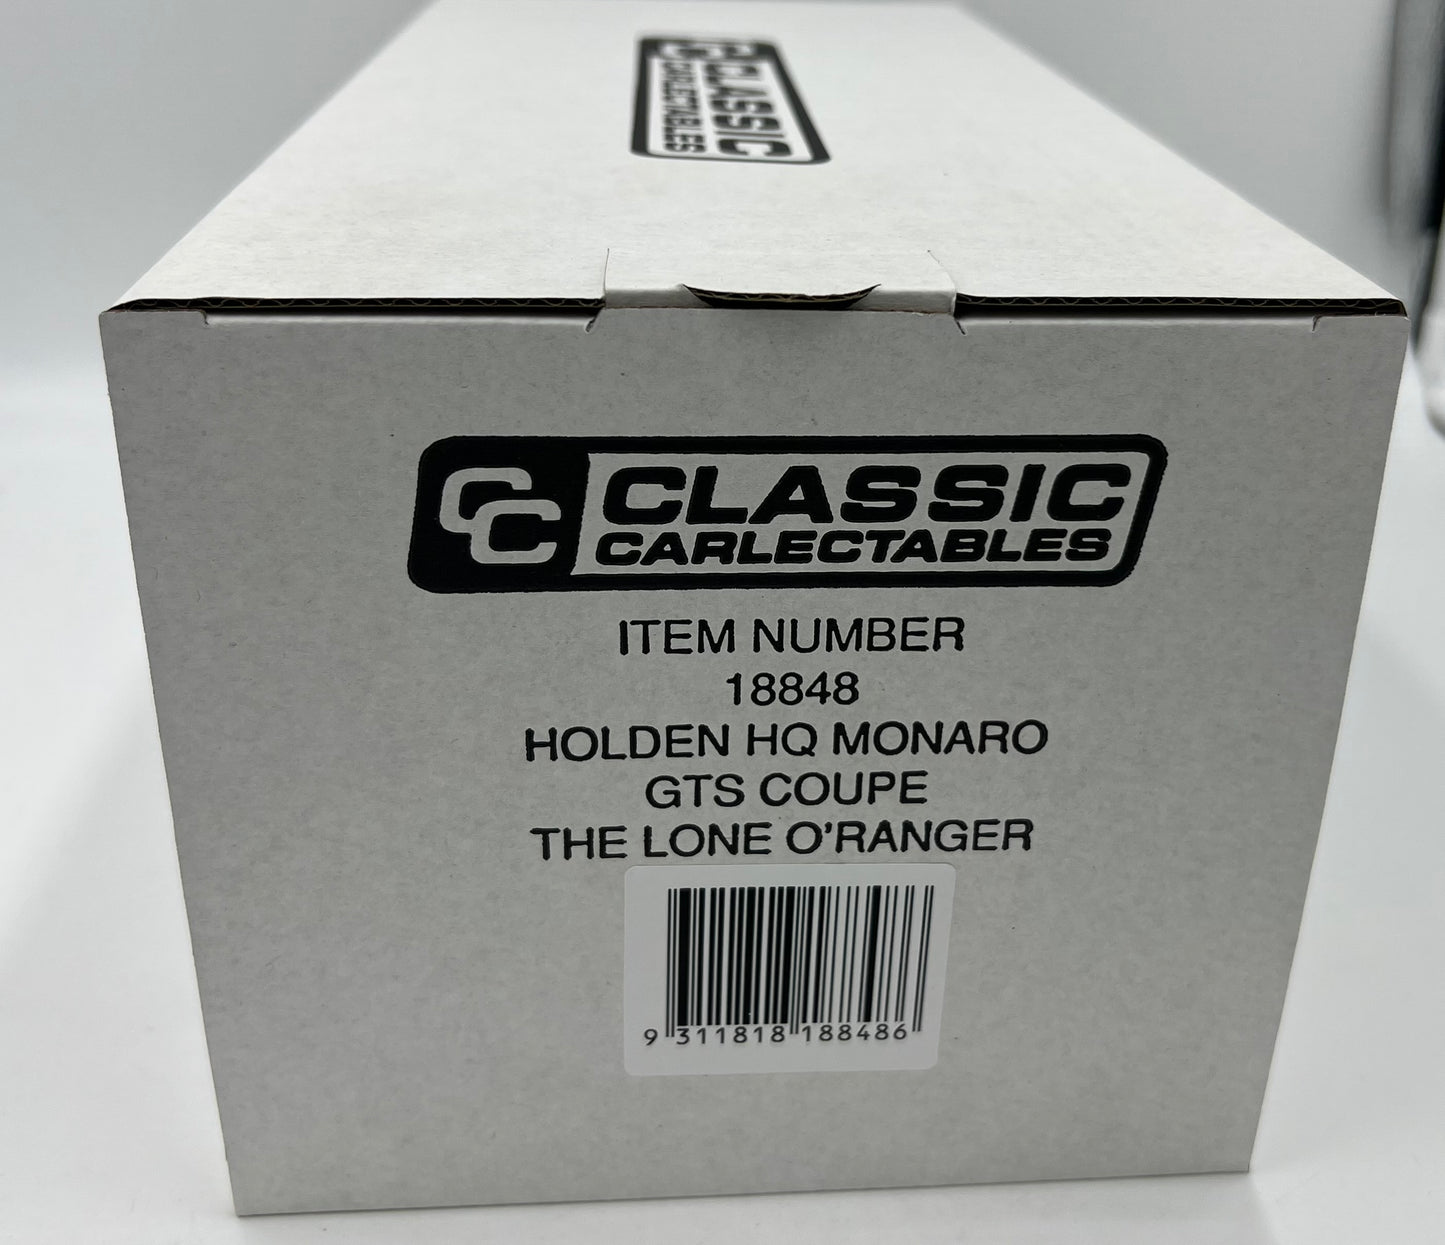 CC CLASSIC
CARLECTABLES
CC CLASSIC
CARLECTABLES
ITEM NUMBER
18848
HOLDEN HQ MONARO
GTS COUPE
THE LONE O'RANGER
9 311818 188486